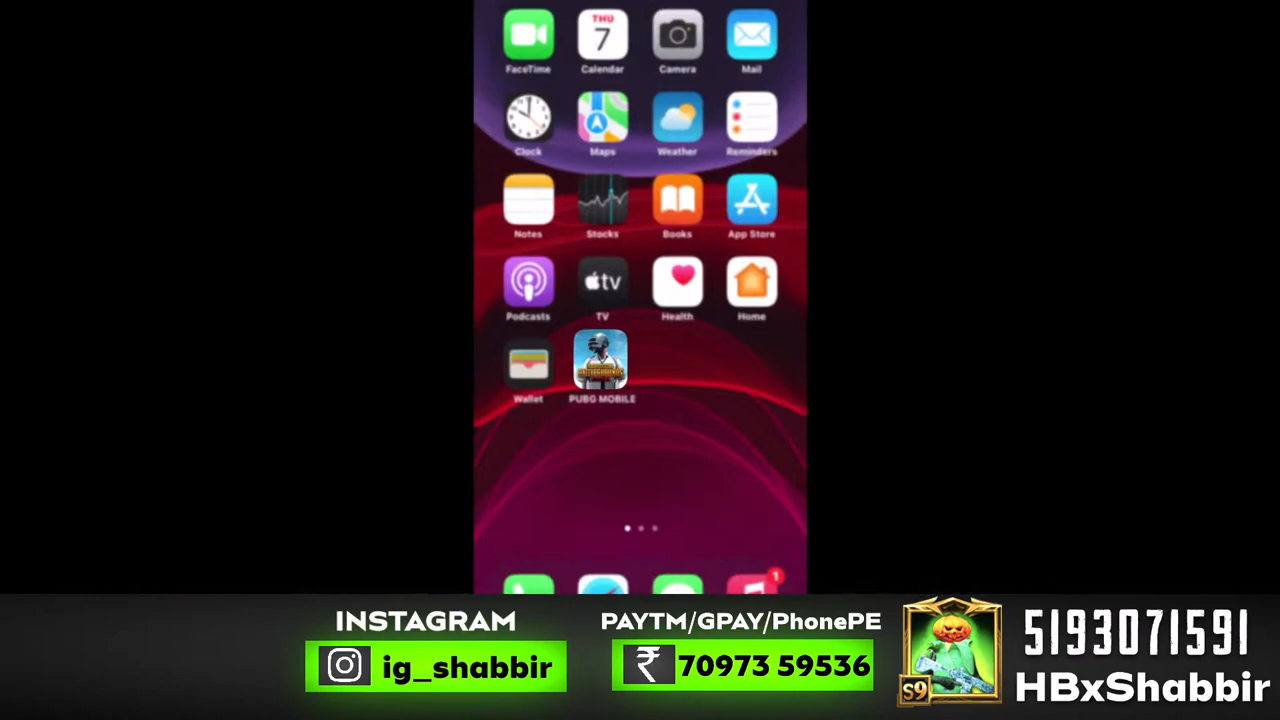 THU
7
FaceTime
Calendar
Camera
Mail
Clock
Maps
Weather
Reminders
Notes
Stocks
Books
App Store
tv
Podcasts
TV
Health
Home
Wallet
PUBG MOBILE
1
INSTAGRAM
ig_shabbir
PAYTM/GPAY/PhonePE
₹ 70973 59536
S9
5193071591
HBxShabbir